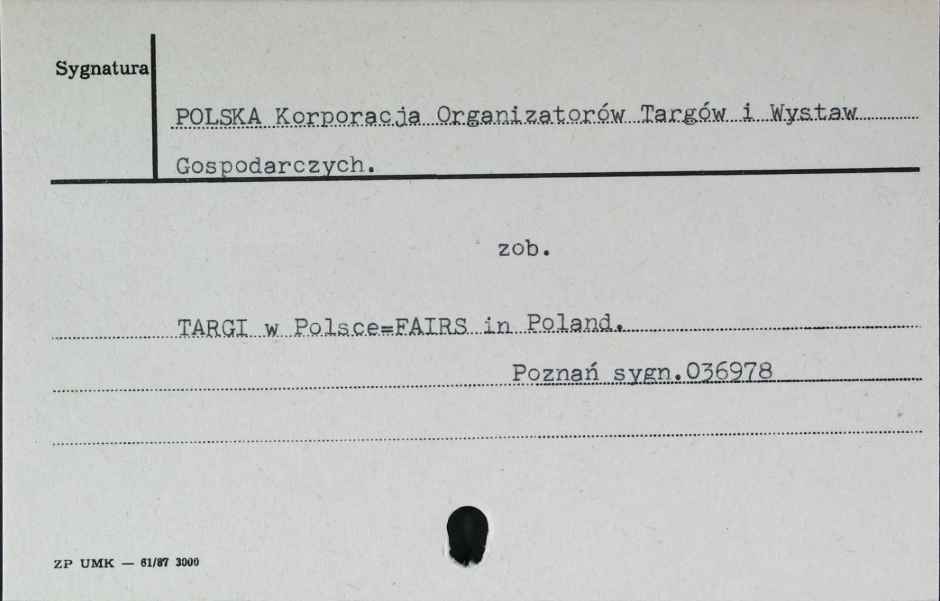 Sygnatura
POLSKA Korporacja Organizatorów Targów i Wystaw
Gospodarczych.
zob.
TARGI w Polsce=FAIRS in Poland.
Poznań sygn.036978
ZP UMK — 61/87 3000